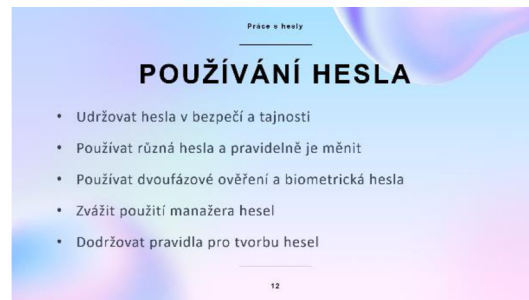 Práce s hesly
POUŽÍVÁNÍ HESLA
• Udržovat hesla v bezpečí a tajnosti
• Používat různá hesla a pravidelně je měnit
• Používat dvoufázové ověření a biometrická hesla
• Zvážit použití manažera hesel
• Dodržovat pravidla pro tvorbu hesel
12